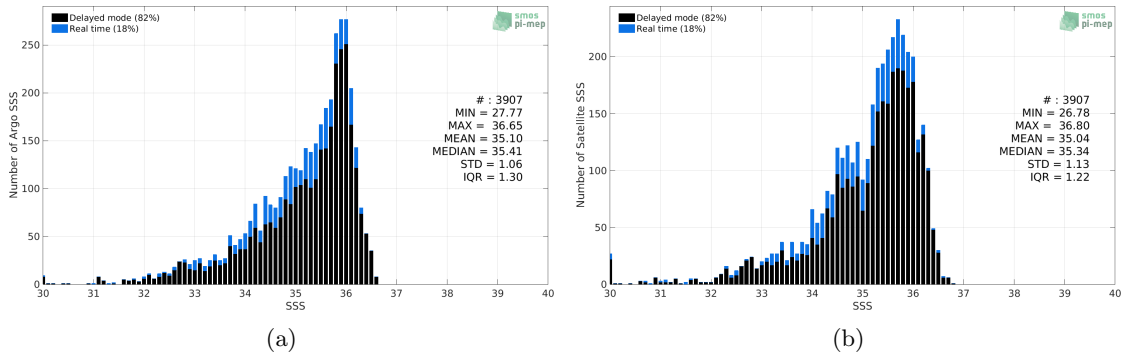 Delayed mode (82%)
Real time (18%)
smos
pi-mep
Number of Argo SSS
250
200
150
100
50
0
# : 3907
MIN = 27.77
MAX = 36.65
MEAN = 35.10
MEDIAN = 35.41
STD = 1.06
IQR = 1.30
30 31 32 33 34 35 36 37 38 39 40
SSS
(a)
Delayed mode (82%)
Real time (18%)
smos
pi-mep
Number of Satellite SSS
200
150
100
50
0
# : 3907
MIN = 26.78
MAX = 36.80
MEAN = 35.04
MEDIAN = 35.34
STD = 1.13
IQR = 1.22
30 31 32 33 34 35 36 37 38 39 40
SSS
(b)